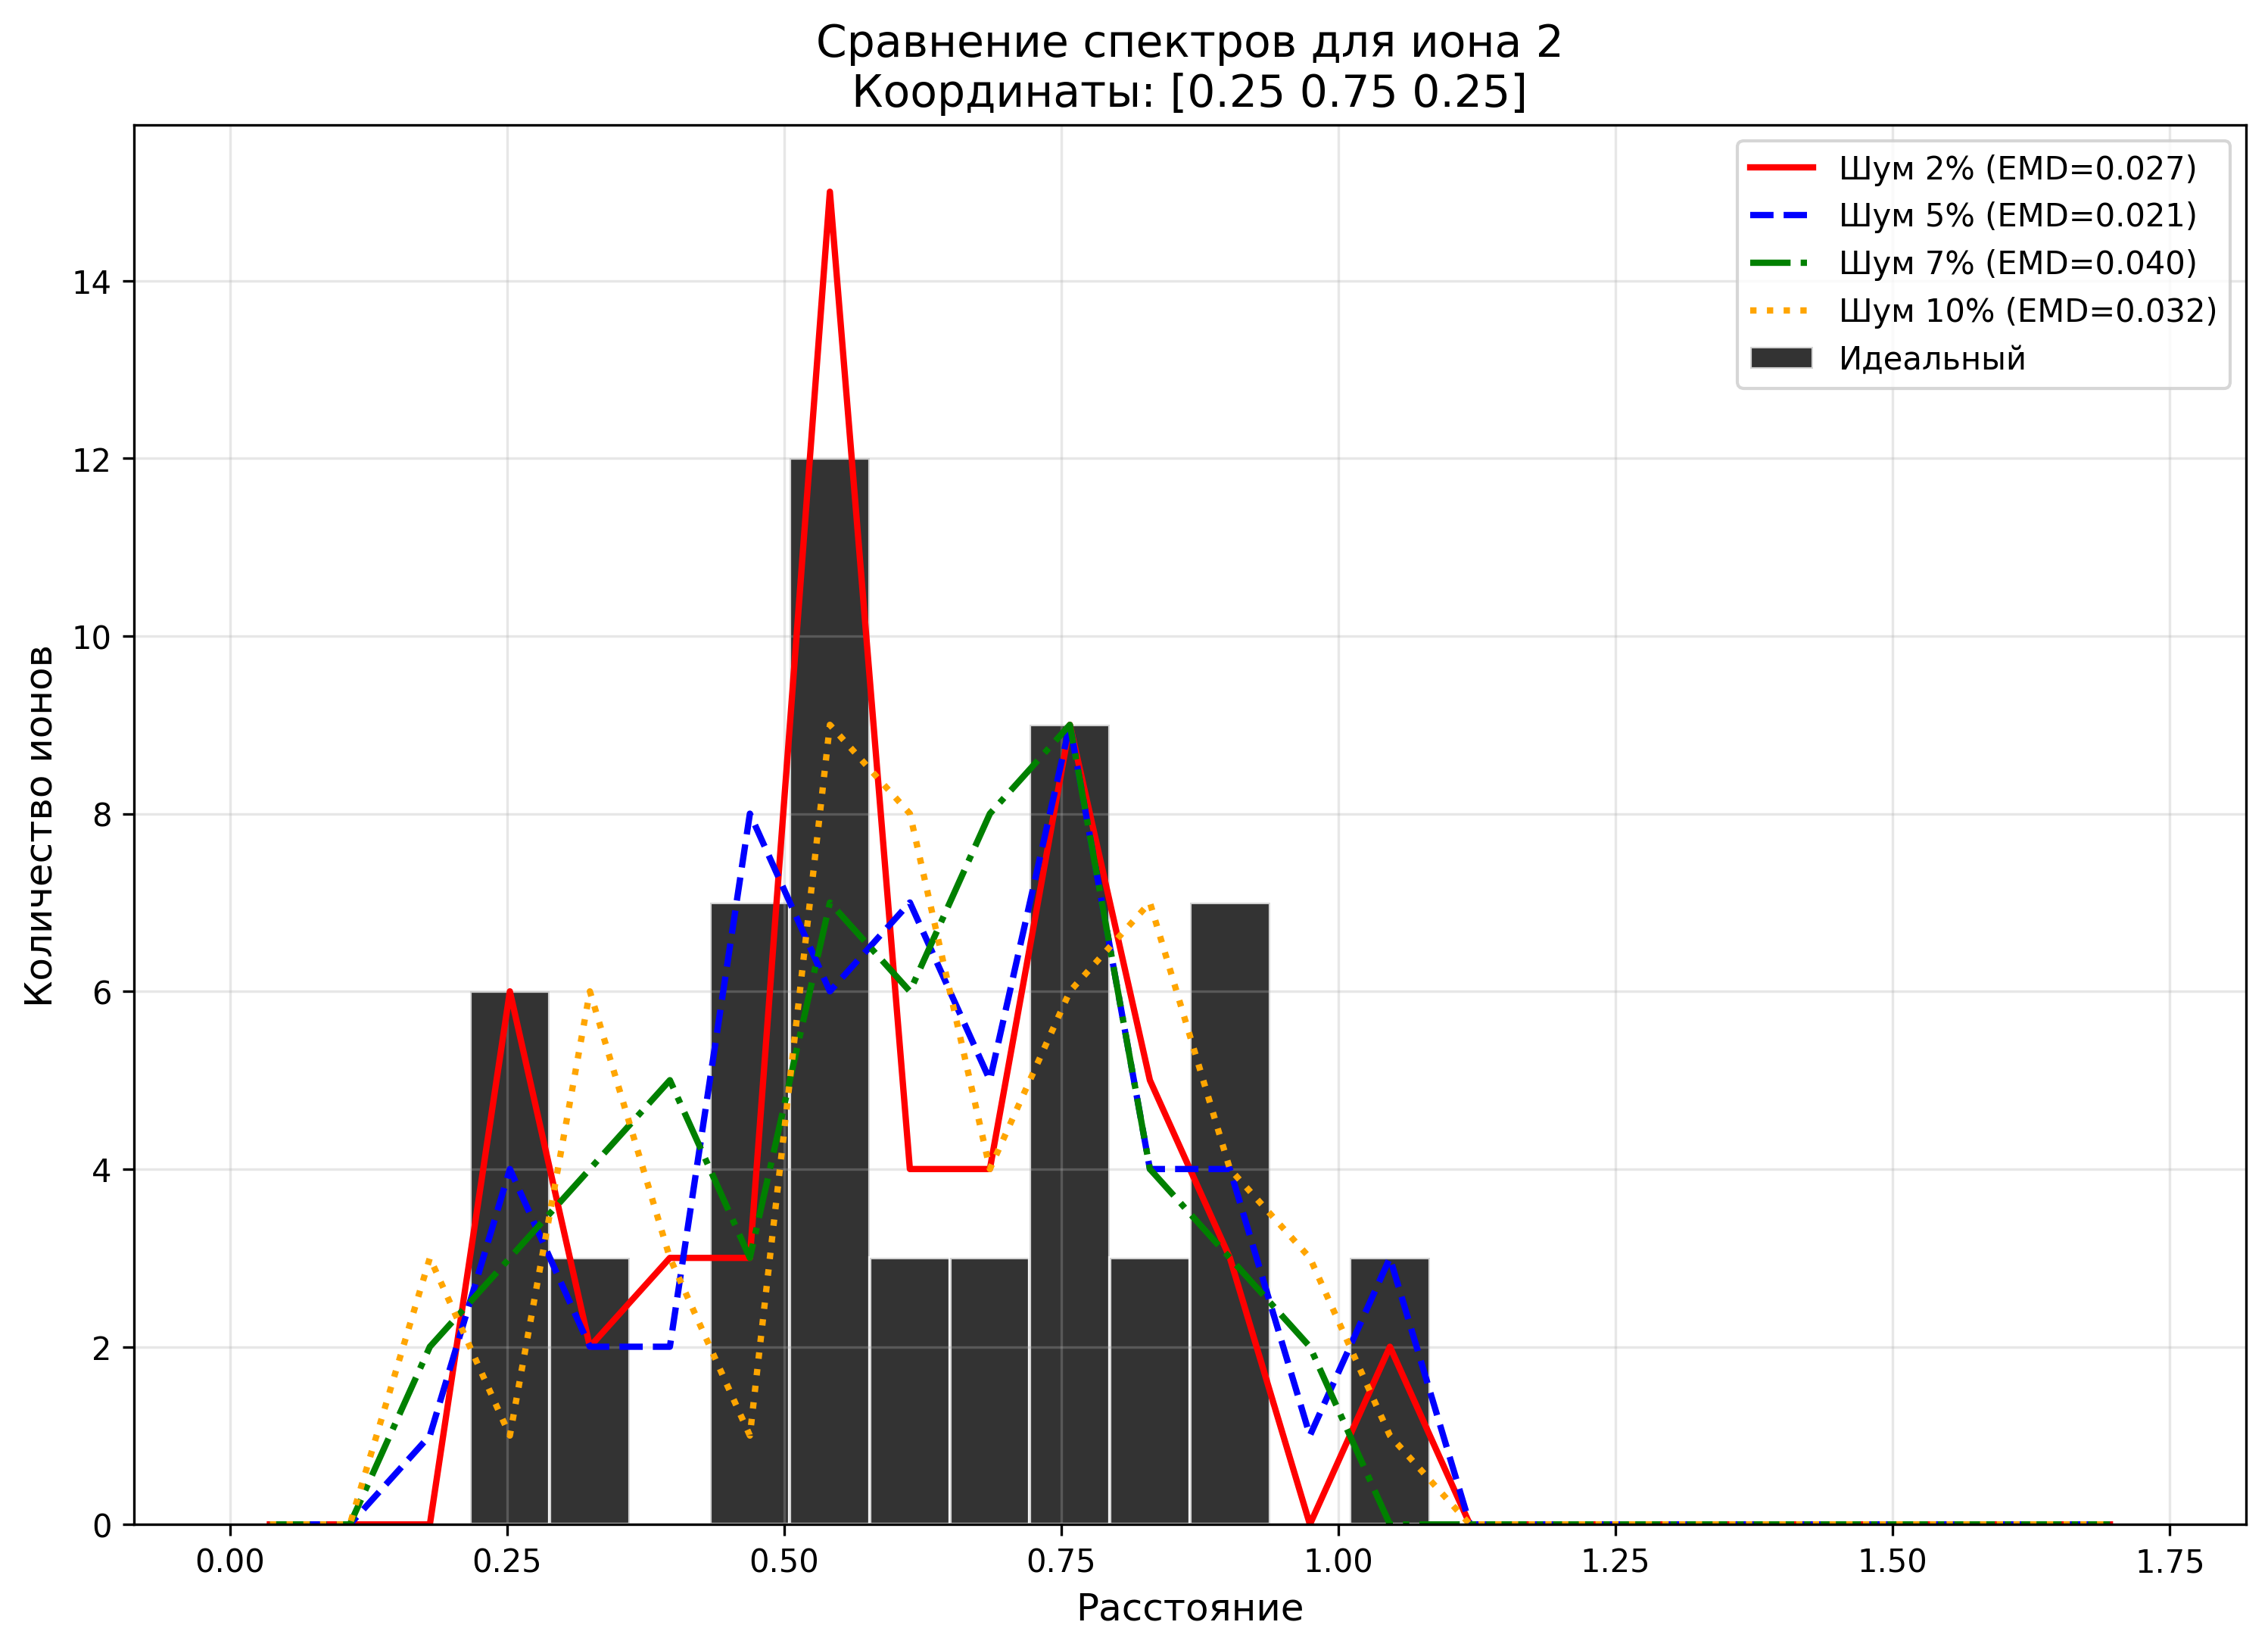 Сравнение спектров для иона 2
Координаты: [0.25 0.75 0.25]
Шум 2% (EMD=0.027)
Шум 5% (EMD=0.021)
Шум 7% (EMD=0.040)
Шум 10% (EMD=0.032)
Идеальный
Количество ионов
14
12
10
8
6
4
2
0
0.00 0.25 0.50 0.75 1.00 1.25 1.50 1.75
Расстояние